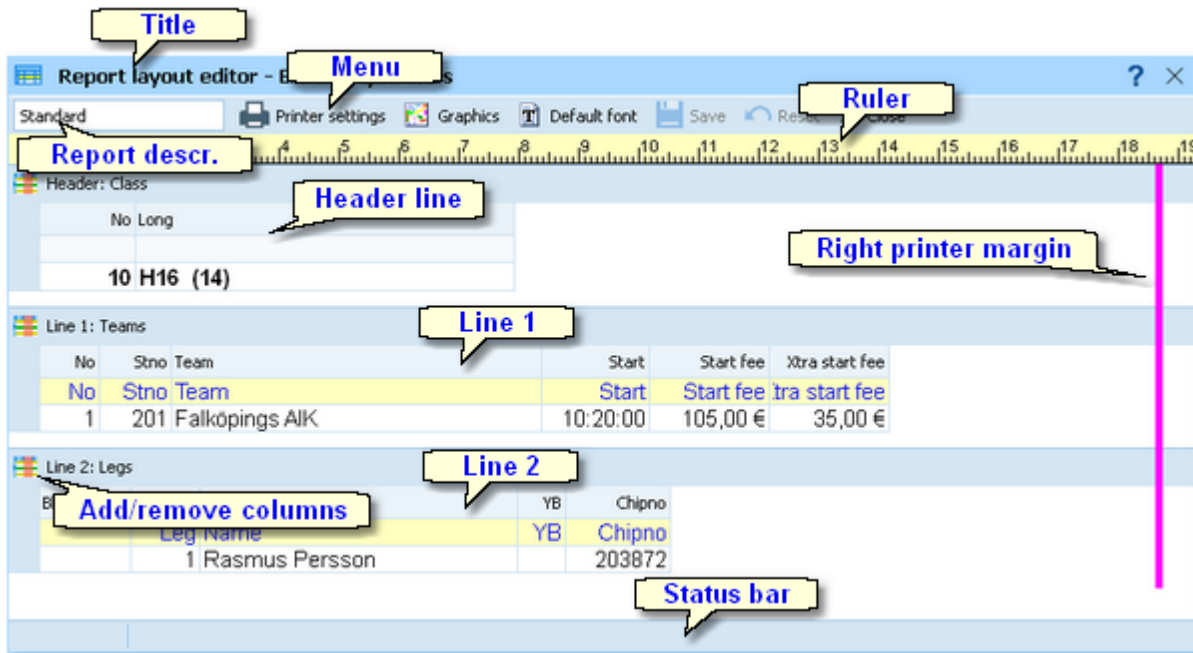 Title
Report layout editor - E
s
Menu
?
Standard
Printer settings
Graphics
Default font
Save
Reset
Close
Ruler
Report descr.
4 5 6 7 8 9 10 11 12 13 14 15 16 17 18 19
Header: Class
Header line
No Long
Right printer margin
10 H16 (14)
Line 1: Teams
Line 1
No Stno Team Start Start fee Xtra start fee
No Stno Team Start Start fee tra start fee
1 201 Falköpings AIK 10:20:00 105,00 € 35,00 €
Line 2: Legs
Line 2
YB Chipno
Add/remove columns
Leg Name YB Chipno
1 Rasmus Persson 203872
Status bar